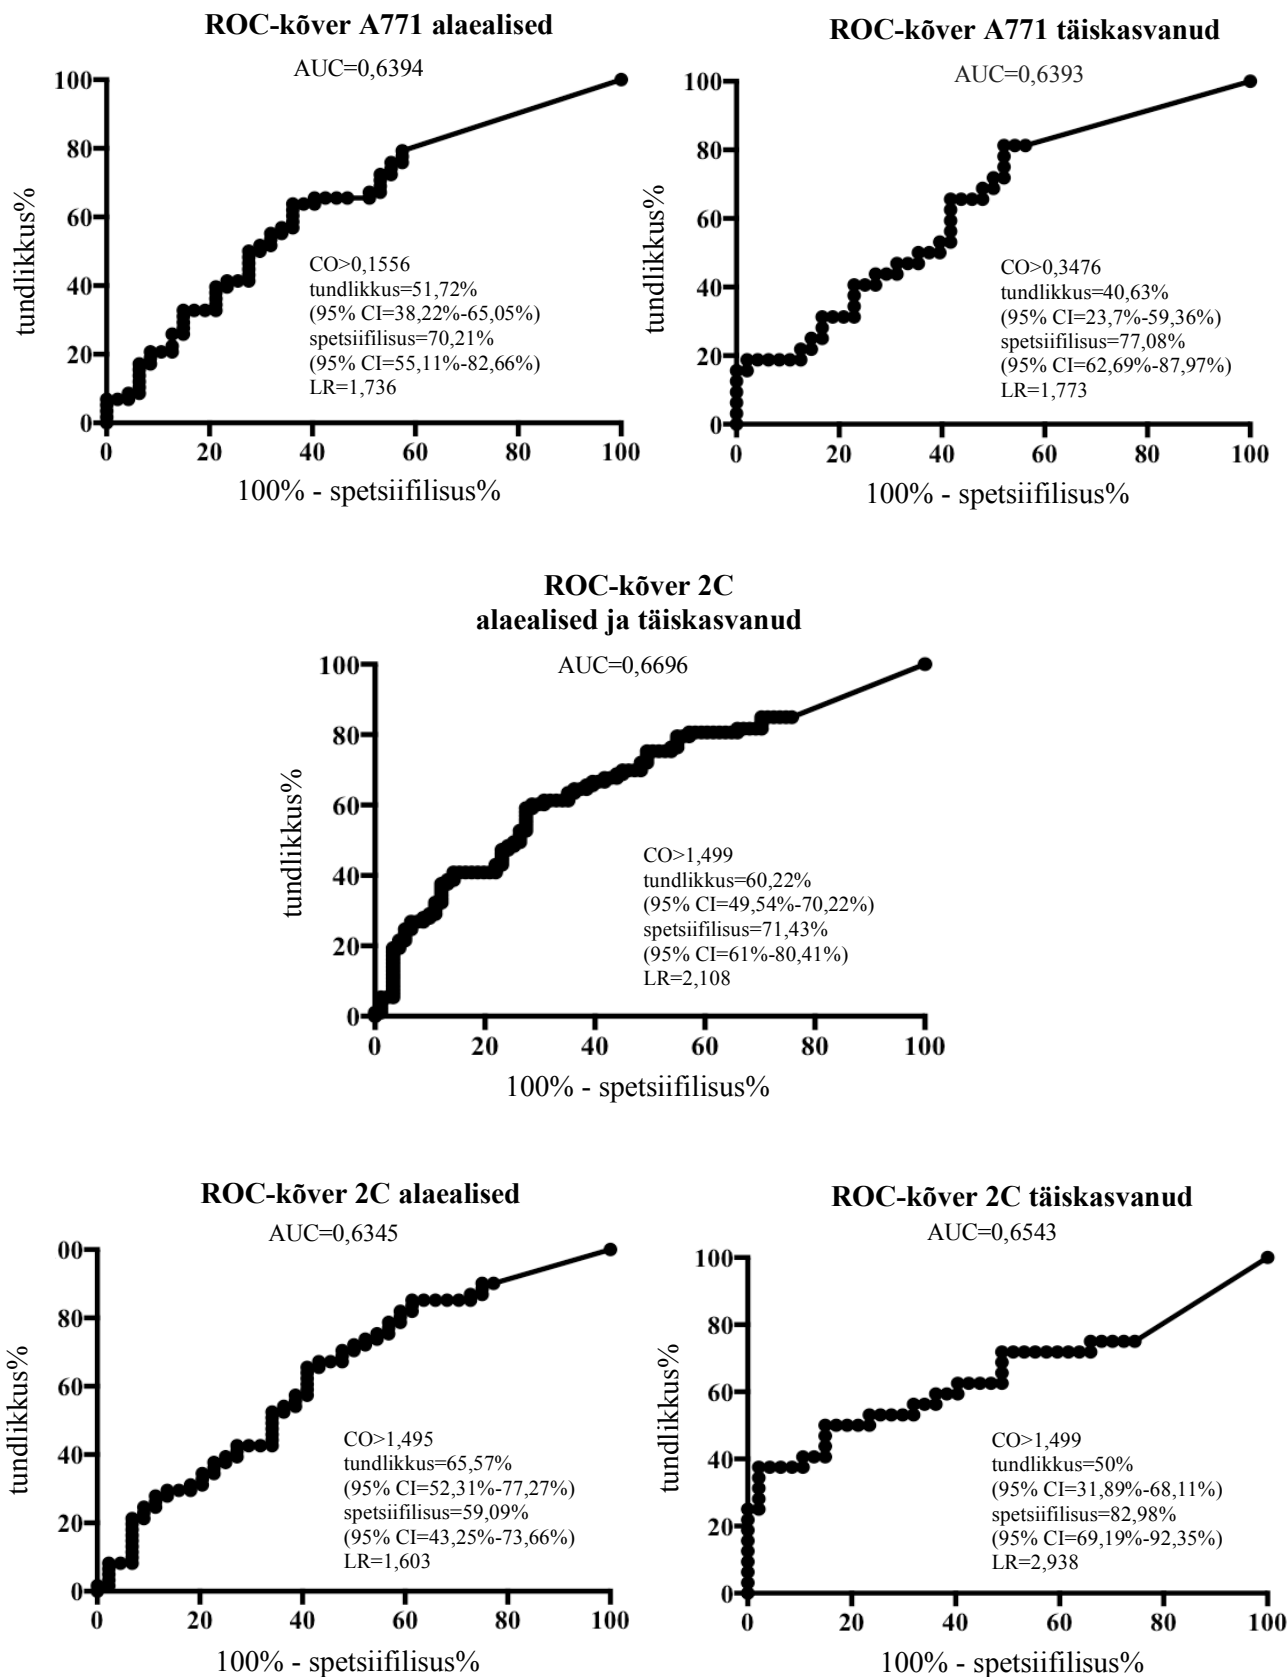 ROC-kõver A771 alaealised
AUC=0,6394
100
80
60
40
20
0
tundlikkus%
CO>0,1556
tundlikkus=51,72%
(95% CI=38,22%-65,05%)
spetsiifilisus=70,21%
(95% CI=55,11%-82,66%)
LR=1,736
0 20 40 60 80 100
100% - spetsiifilisus%
ROC-kõver A771 täiskasvanud
AUC=0,6393
100
80
60
40
20
0
tundlikkus%
CO>0,3476
tundlikkus=40,63%
(95% CI=23,7%-59,36%)
spetsiifilisus=77,08%
(95% CI=62,69%-87,97%)
LR=1,773
0 20 40 60 80 100
100% - spetsiifilisus%
ROC-kõver 2C
alaealised ja täiskasvanud
AUC=0,6696
100
80
60
40
20
0
tundlikkus%
CO>1,499
tundlikkus=60,22%
(95% CI=49,54%-70,22%)
spetsiifilisus=71,43%
(95% CI=61%-80,41%)
LR=2,108
0 20 40 60 80 100
100% - spetsiifilisus%
ROC-kõver 2C alaealised
AUC=0,6345
00
80
60
40
20
0
tundlikkus%
CO>1,495
tundlikkus=65,57%
(95% CI=52,31%-77,27%)
spetsiifilisus=59,09%
(95% CI=43,25%-73,66%)
LR=1,603
0 20 40 60 80 100
100% - spetsiifilisus%
ROC-kõver 2C täiskasvanud
AUC=0,6543
100
80
60
40
20
0
tundlikkus%
CO>1,499
tundlikkus=50%
(95% CI=31,89%-68,11%)
spetsiifilisus=82,98%
(95% CI=69,19%-92,35%)
LR=2,938
0 20 40 60 80 100
100% - spetsiifilisus%